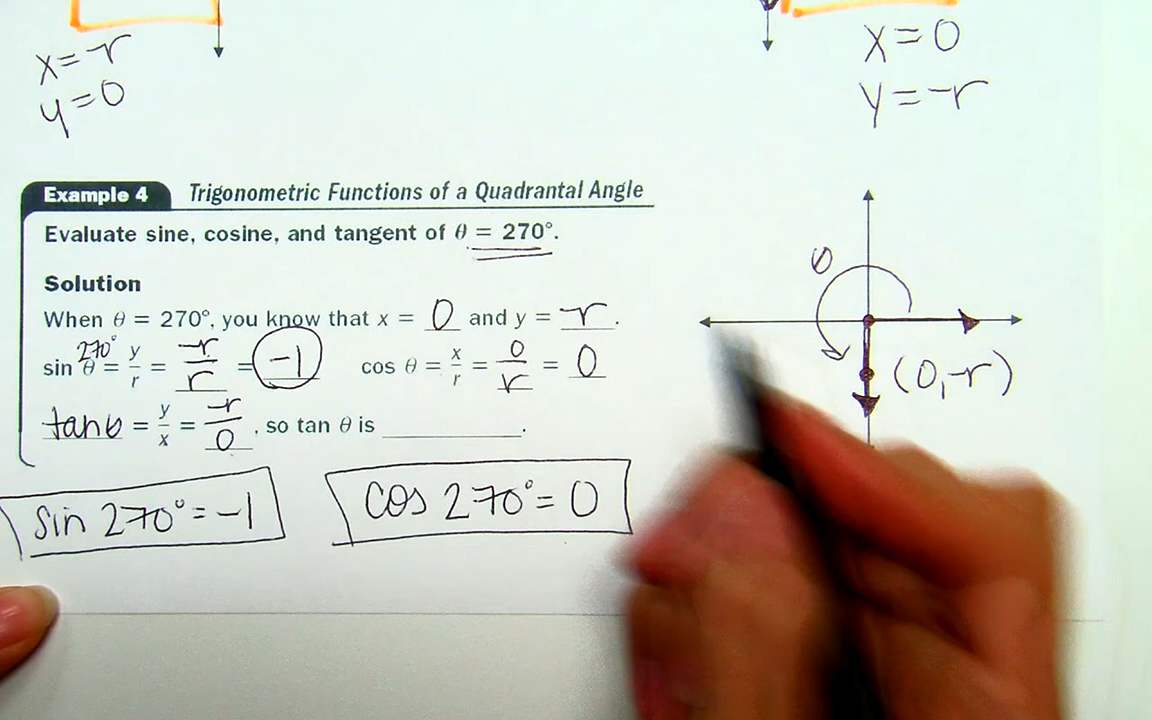 x = -r
y = 0
x = 0
y = -r
Example 4 Trigonometric Functions of a Quadrantal Angle
Evaluate sine, cosine, and tangent of θ = 270°.
Solution
When θ = 270°, you know that x = 0 and y = -r.
270°
sin θ = y/r = -r/r = -1 cos θ = x/r = 0/r = 0
tan θ = y/x = -r/0, so tan θ is ____________.
sin 270° = -1
cos 270° = 0
θ
(0, -r)